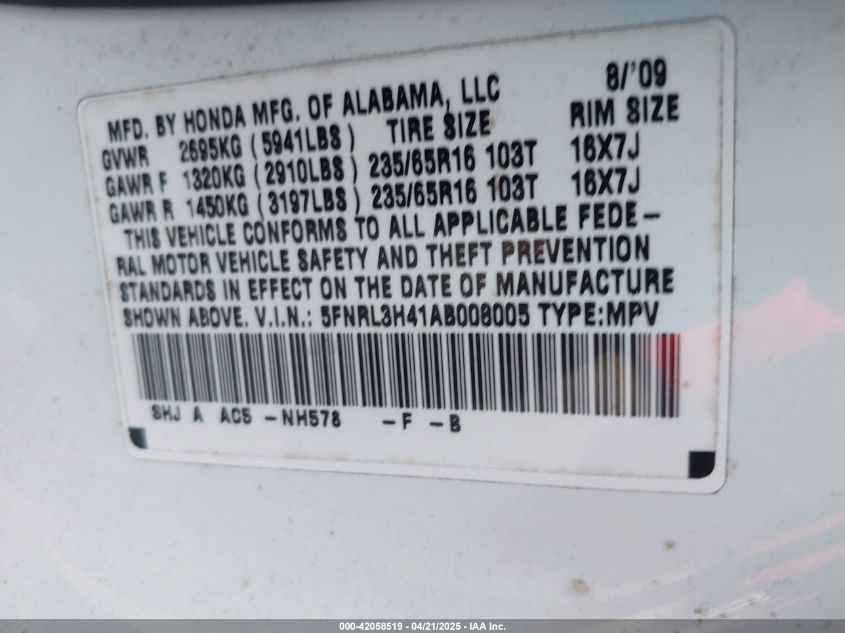 8/'09
MFD. BY HONDA MFG. OF ALABAMA, LLC
GVWR 2695KG (5941LBS) TIRE SIZE RIM SIZE
GAWR F 1320KG (2910LBS) 235/65R16 103T 16X7J
GAWR R 1450KG (3197LBS) 235/65R16 103T 16X7J
THIS VEHICLE CONFORMS TO ALL APPLICABLE FEDE-
RAL MOTOR VEHICLE SAFETY AND THEFT PREVENTION
STANDARDS IN EFFECT ON THE DATE OF MANUFACTURE
SHOWN ABOVE. V.I.N.: 5FNRL3H41AB008005 TYPE:MPV
SHJ A AC5 -NH578 -F -B
000-42058519 - 04/21/2025 - IAA Inc.